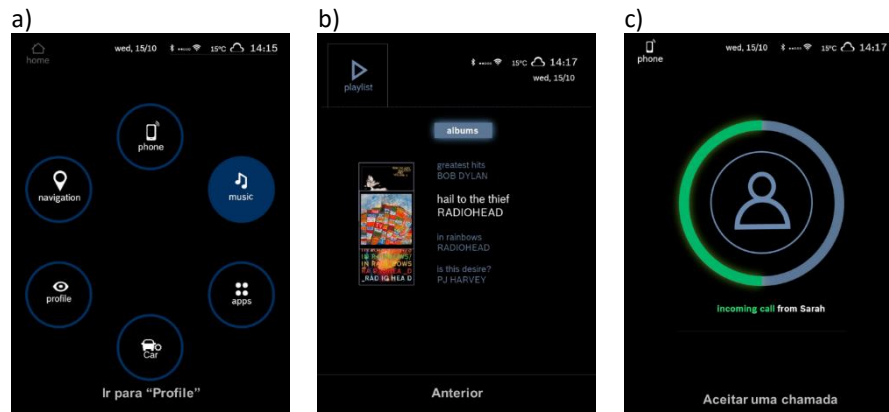 a)
b)
c)
home
wed, 15/10
15ºC
14:15
phone
navigation
music
profile
apps
Car
Ir para “Profile”
playlist
15ºC
14:17
wed, 15/10
albums
greatest hits
BOB DYLAN
hail to the thief
RADIOHEAD
in rainbows
RADIOHEAD
is this desire?
PJ HARVEY
Anterior
phone
wed, 15/10
15ºC
14:17
incoming call from Sarah
Aceitar uma chamada